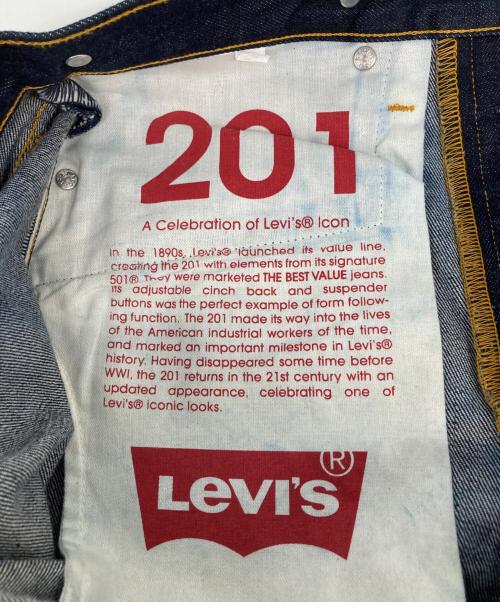 201
A Celebration of Levi's® Icon
In the 1890s, Levi's® launched its value line,
creating the 201 with elements from its signature
501®. They were marketed THE BEST VALUE jeans.
Its adjustable cinch back and suspender
buttons was the perfect example of form follow-
ing function. The 201 made its way into the lives
of the American industrial workers of the time,
and marked an important milestone in Levi's®
history. Having disappeared some time before
WWI, the 201 returns in the 21st century with an
updated appearance, celebrating one of
Levi's® iconic looks.
LEVI'S
®